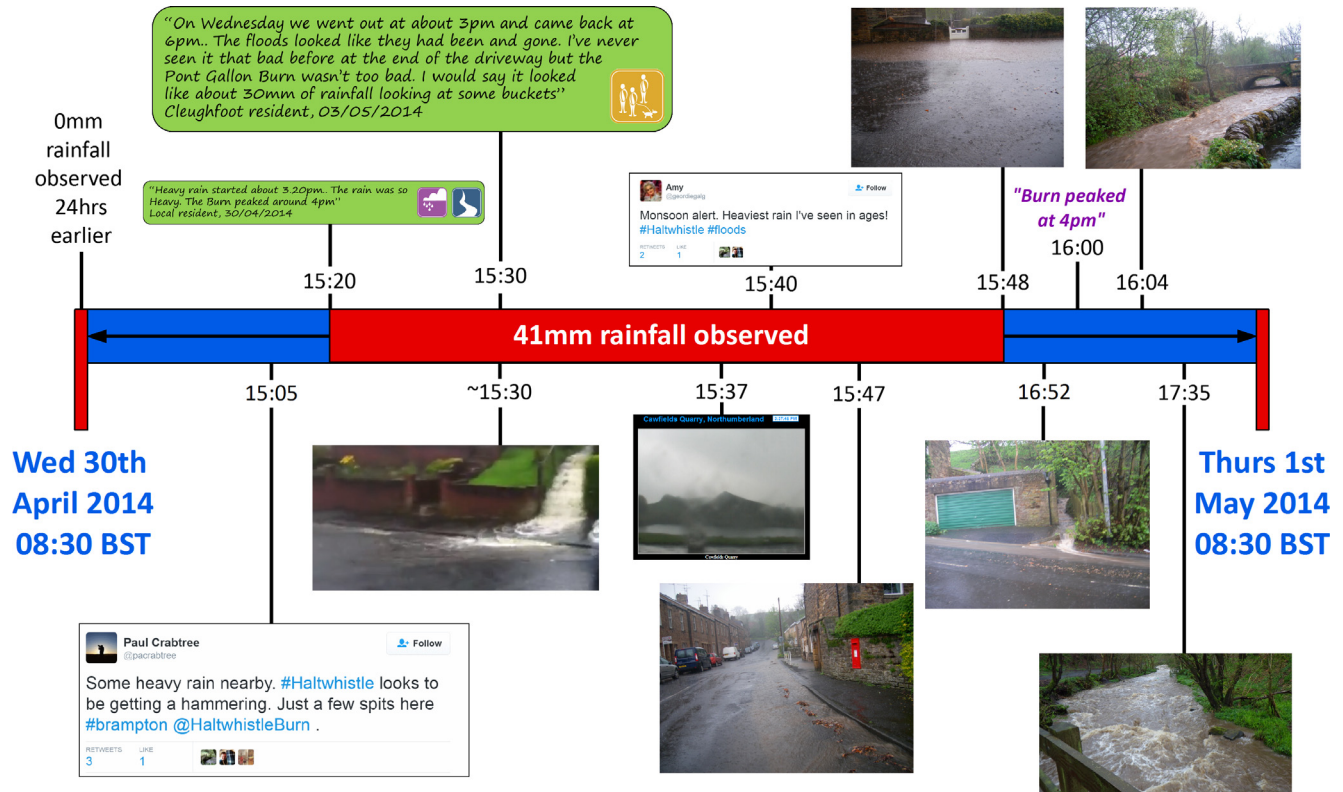 "On Wednesday we went out at about 3pm and came back at
6pm.. The floods looked like they had been and gone. I've never
seen it that bad before at the end of the driveway but the
Pont Gallon Burn wasn't too bad. I would say it looked
like about 30mm of rainfall looking at some buckets"
Cleughfoot resident, 03/05/2014
0mm
rainfall
observed
24hrs
earlier
"Heavy rain started about 3.20pm.. The rain was so
Heavy. The Burn peaked around 4pm"
Local resident, 30/04/2014
Amy
@geordiegalg
Follow
Monsoon alert. Heaviest rain I've seen in ages!
#Haltwhistle #floods
RETWEETS LIKE
2 1
"Burn peaked
at 4pm"
15:20
15:30
15:40
15:48
16:00
16:04
41mm rainfall observed
15:05
~15:30
15:37
15:47
16:52
17:35
Cawfields Quarry, Northumberland
Cawfields Quarry
Wed 30th
April 2014
08:30 BST
Thurs 1st
May 2014
08:30 BST
Paul Crabtree
@pacrabtree
Follow
Some heavy rain nearby. #Haltwhistle looks to
be getting a hammering. Just a few spits here
#brampton @HaltwhistleBurn .
RETWEETS LIKE
3 1